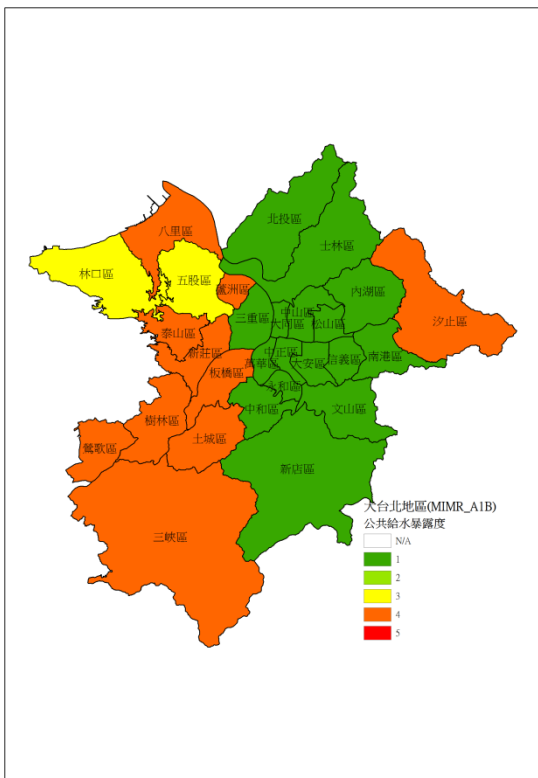 北投區
士林區
八里區
林口區
五股區
內湖區
蘆洲區
汐止區
三重區
中山區
大同區
松山區
泰山區
新莊區
中正區
萬華區
大安區
信義區
南港區
板橋區
永和區
中和區
文山區
樹林區
土城區
鶯歌區
新店區
三峽區
大台北地區(MIMR_A1B)
公共給水暴露度
N/A
1
2
3
4
5